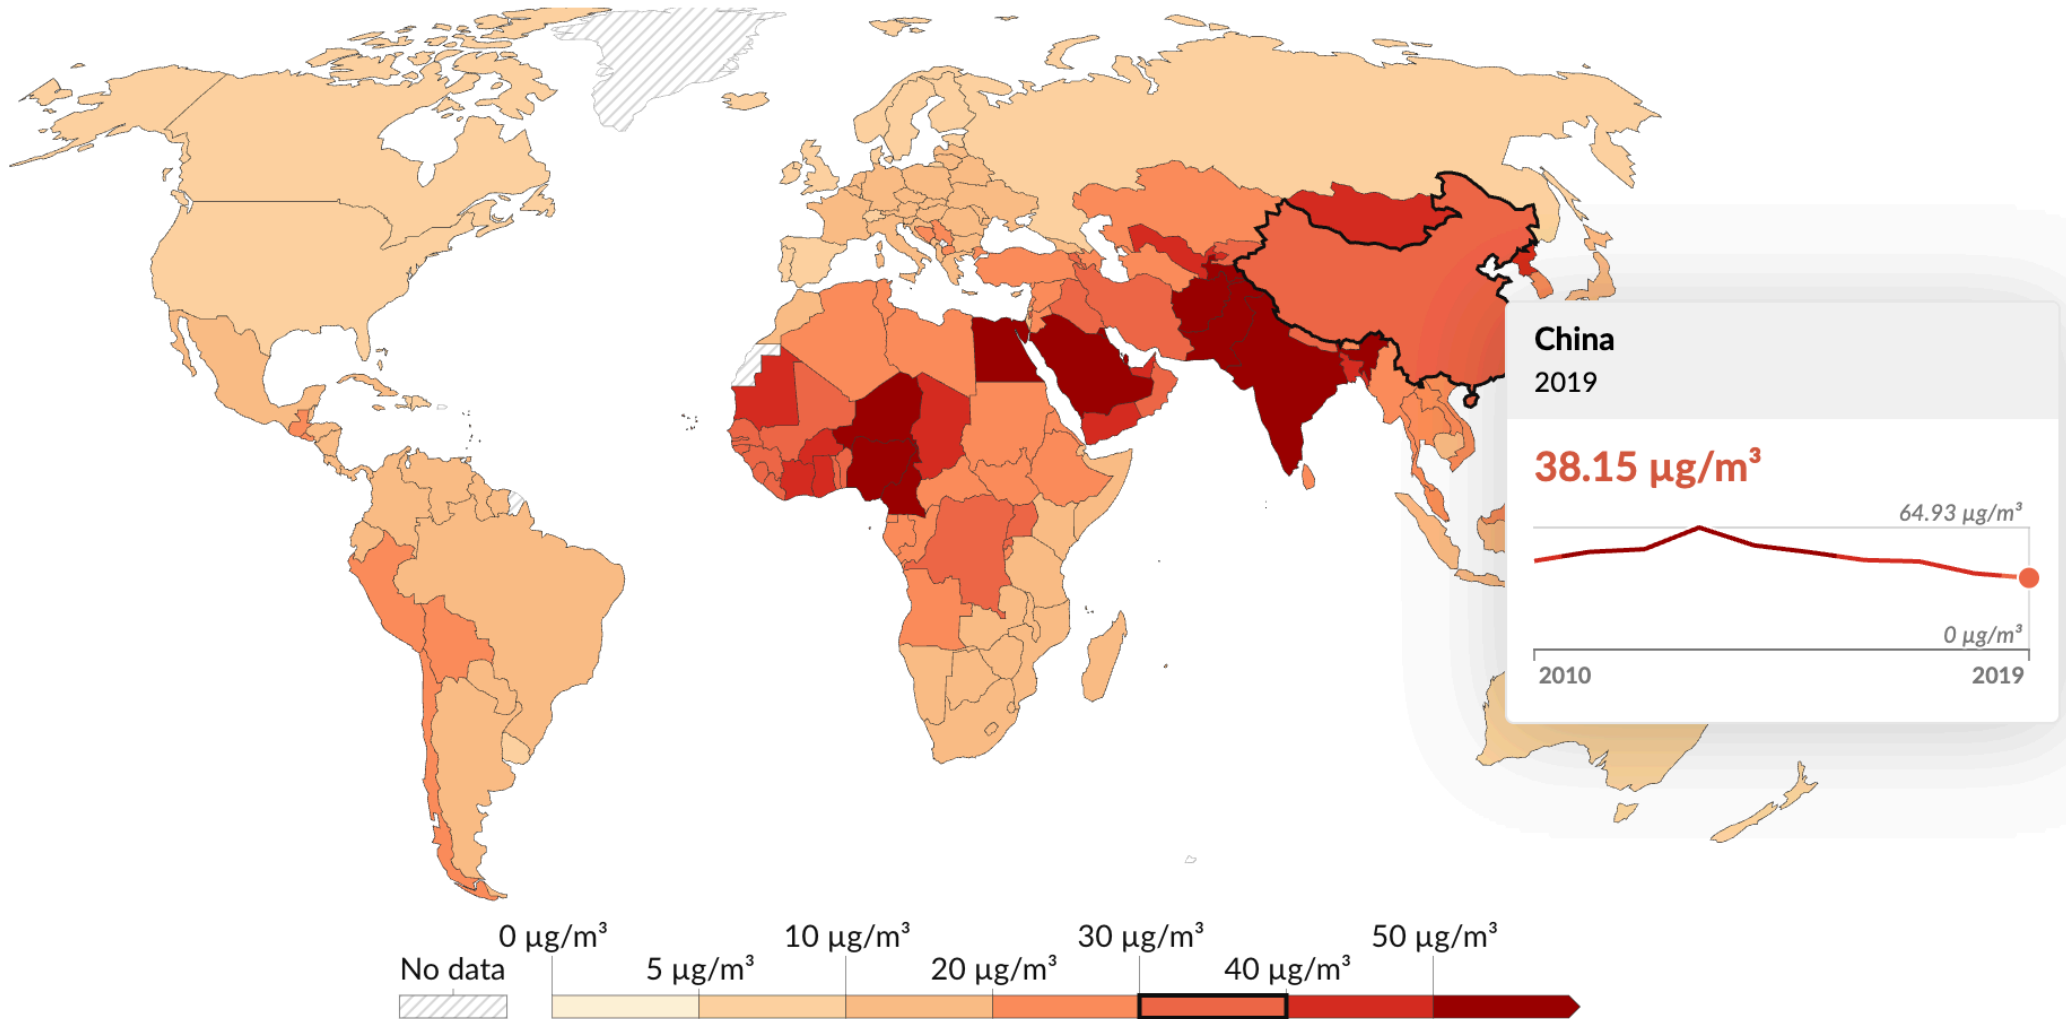 China
2019
38.15 µg/m³
64.93 µg/m³
0 µg/m³
2010 2019
0 µg/m³ 10 µg/m³ 30 µg/m³ 50 µg/m³
No data 5 µg/m³ 20 µg/m³ 40 µg/m³